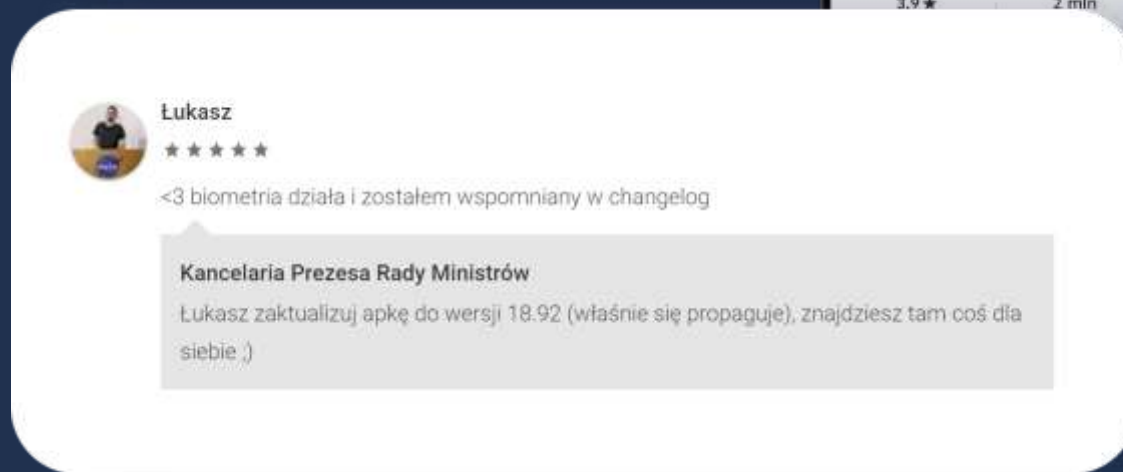 3,9★ 2 mln
Łukasz
★★★★★
<3 biometria działa i zostałem wspomniany w changelog
Kancelaria Prezesa Rady Ministrów
Łukasz zaktualizuj apkę do wersji 18.92 (właśnie się propaguje), znajdziesz tam coś dla
siebie ;)